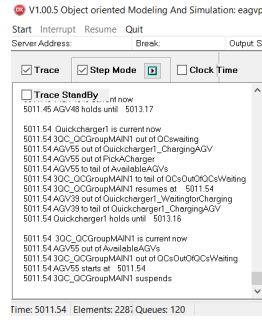 V1.00.5 Object oriented Modeling And Simulation: eagvp
Start Interrupt Resume Quit
Server Address: Break: Output S
Trace Step Mode Clock Time
Trace StandBy
5011.45 AGV48 holds until 5013.17
5011.54 Quickcharger1 is current now
5011.54 3QC_QCGroupMAIN1 out of QCswaiting
5011.54 AGV55 out of Quickcharger1_ChargingAGV
5011.54 AGV55 out of PickACharger
5011.54 AGV55 to tail of AvailableAGVs
5011.54 3QC_QCGroupMAIN1 to tail of QCsOutOfQCsWaiting
5011.54 3QC_QCGroupMAIN1 resumes at 5011.54
5011.54 AGV39 out of Quickcharger1_WaitingforCharging
5011.54 AGV39 to tail of Quickcharger1_ChargingAGV
5011.54 Quickcharger1 holds until 5013.16
5011.54 3QC_QCGroupMAIN1 is current now
5011.54 AGV55 out of AvailableAGVs
5011.54 3QC_QCGroupMAIN1 out of QCsOutOfQCsWaiting
5011.54 AGV55 starts at 5011.54
5011.54 3QC_QCGroupMAIN1 suspends
Time: 5011.54 Elements: 2287 Queues: 120